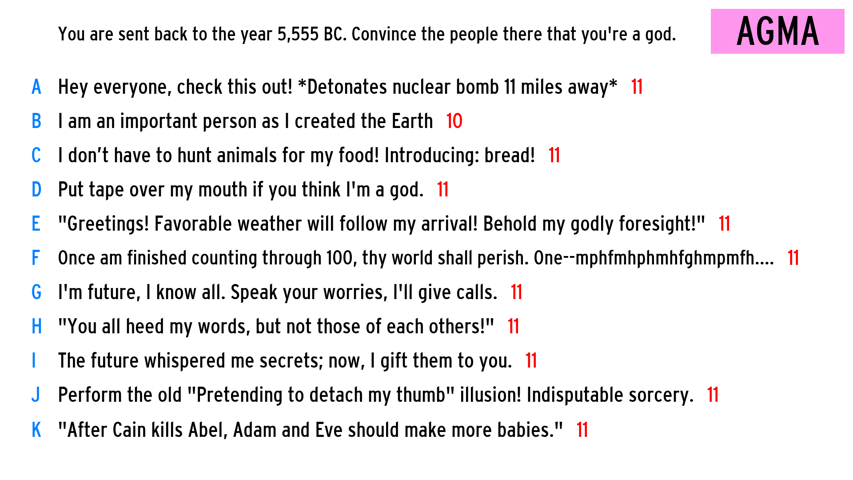 You are sent back to the year 5,555 BC. Convince the people there that you're a god.
AGMA
A Hey everyone, check this out! *Detonates nuclear bomb 11 miles away* 11
B I am an important person as I created the Earth 10
C I don’t have to hunt animals for my food! Introducing: bread! 11
D Put tape over my mouth if you think I'm a god. 11
E "Greetings! Favorable weather will follow my arrival! Behold my godly foresight!" 11
F Once am finished counting through 100, thy world shall perish. One--mphfmhphmhfghmpmfh.... 11
G I'm future, I know all. Speak your worries, I'll give calls. 11
H "You all heed my words, but not those of each others!" 11
I The future whispered me secrets; now, I gift them to you. 11
J Perform the old "Pretending to detach my thumb" illusion! Indisputable sorcery. 11
K "After Cain kills Abel, Adam and Eve should make more babies." 11